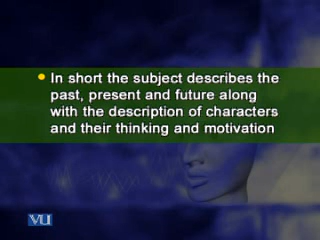 In short the subject describes the
past, present and future along
with the description of characters
and their thinking and motivation
VU